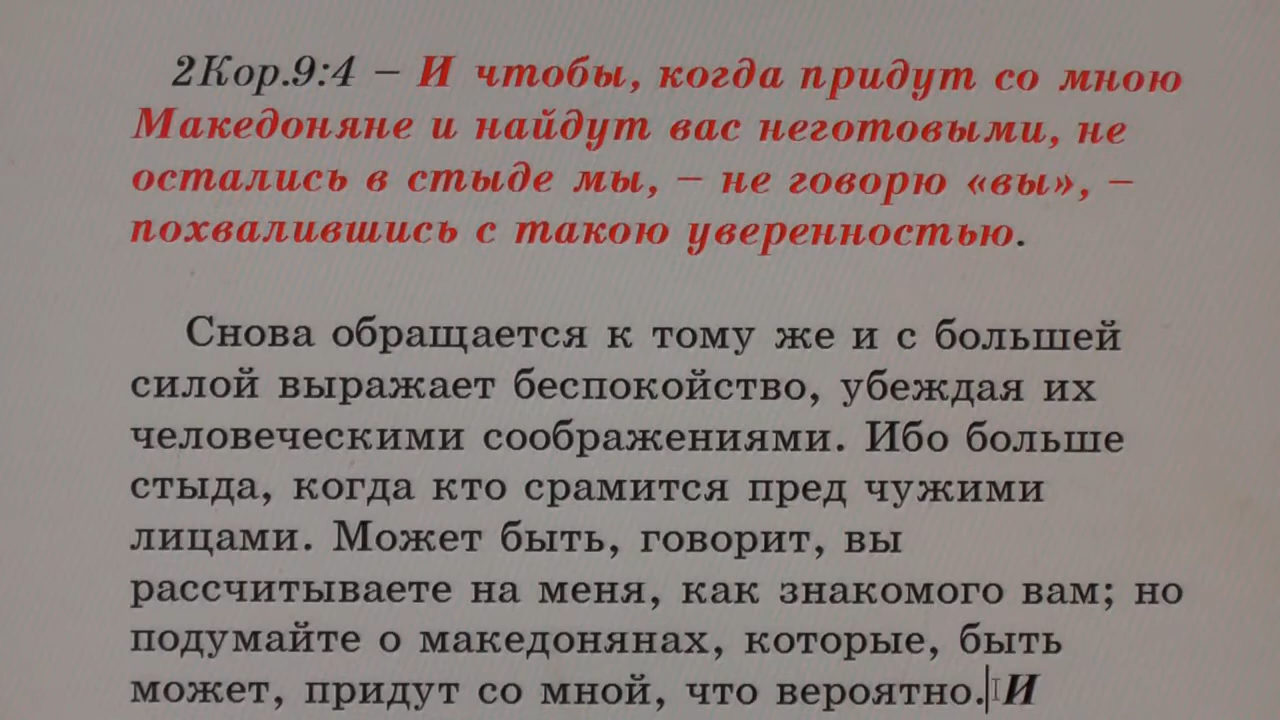 2Кор.9:4 – И чтобы, когда придут со мною
Македоняне и найдут вас неготовыми, не
остались в стыде мы, – не говорю «вы», –
похвалившись с такою уверенностью.
Снова обращается к тому же и с большей
силой выражает беспокойство, убеждая их
человеческими соображениями. Ибо больше
стыда, когда кто срамится пред чужими
лицами. Может быть, говорит, вы
рассчитываете на меня, как знакомого вам; но
подумайте о македонянах, которые, быть
может, придут со мной, что вероятно. И